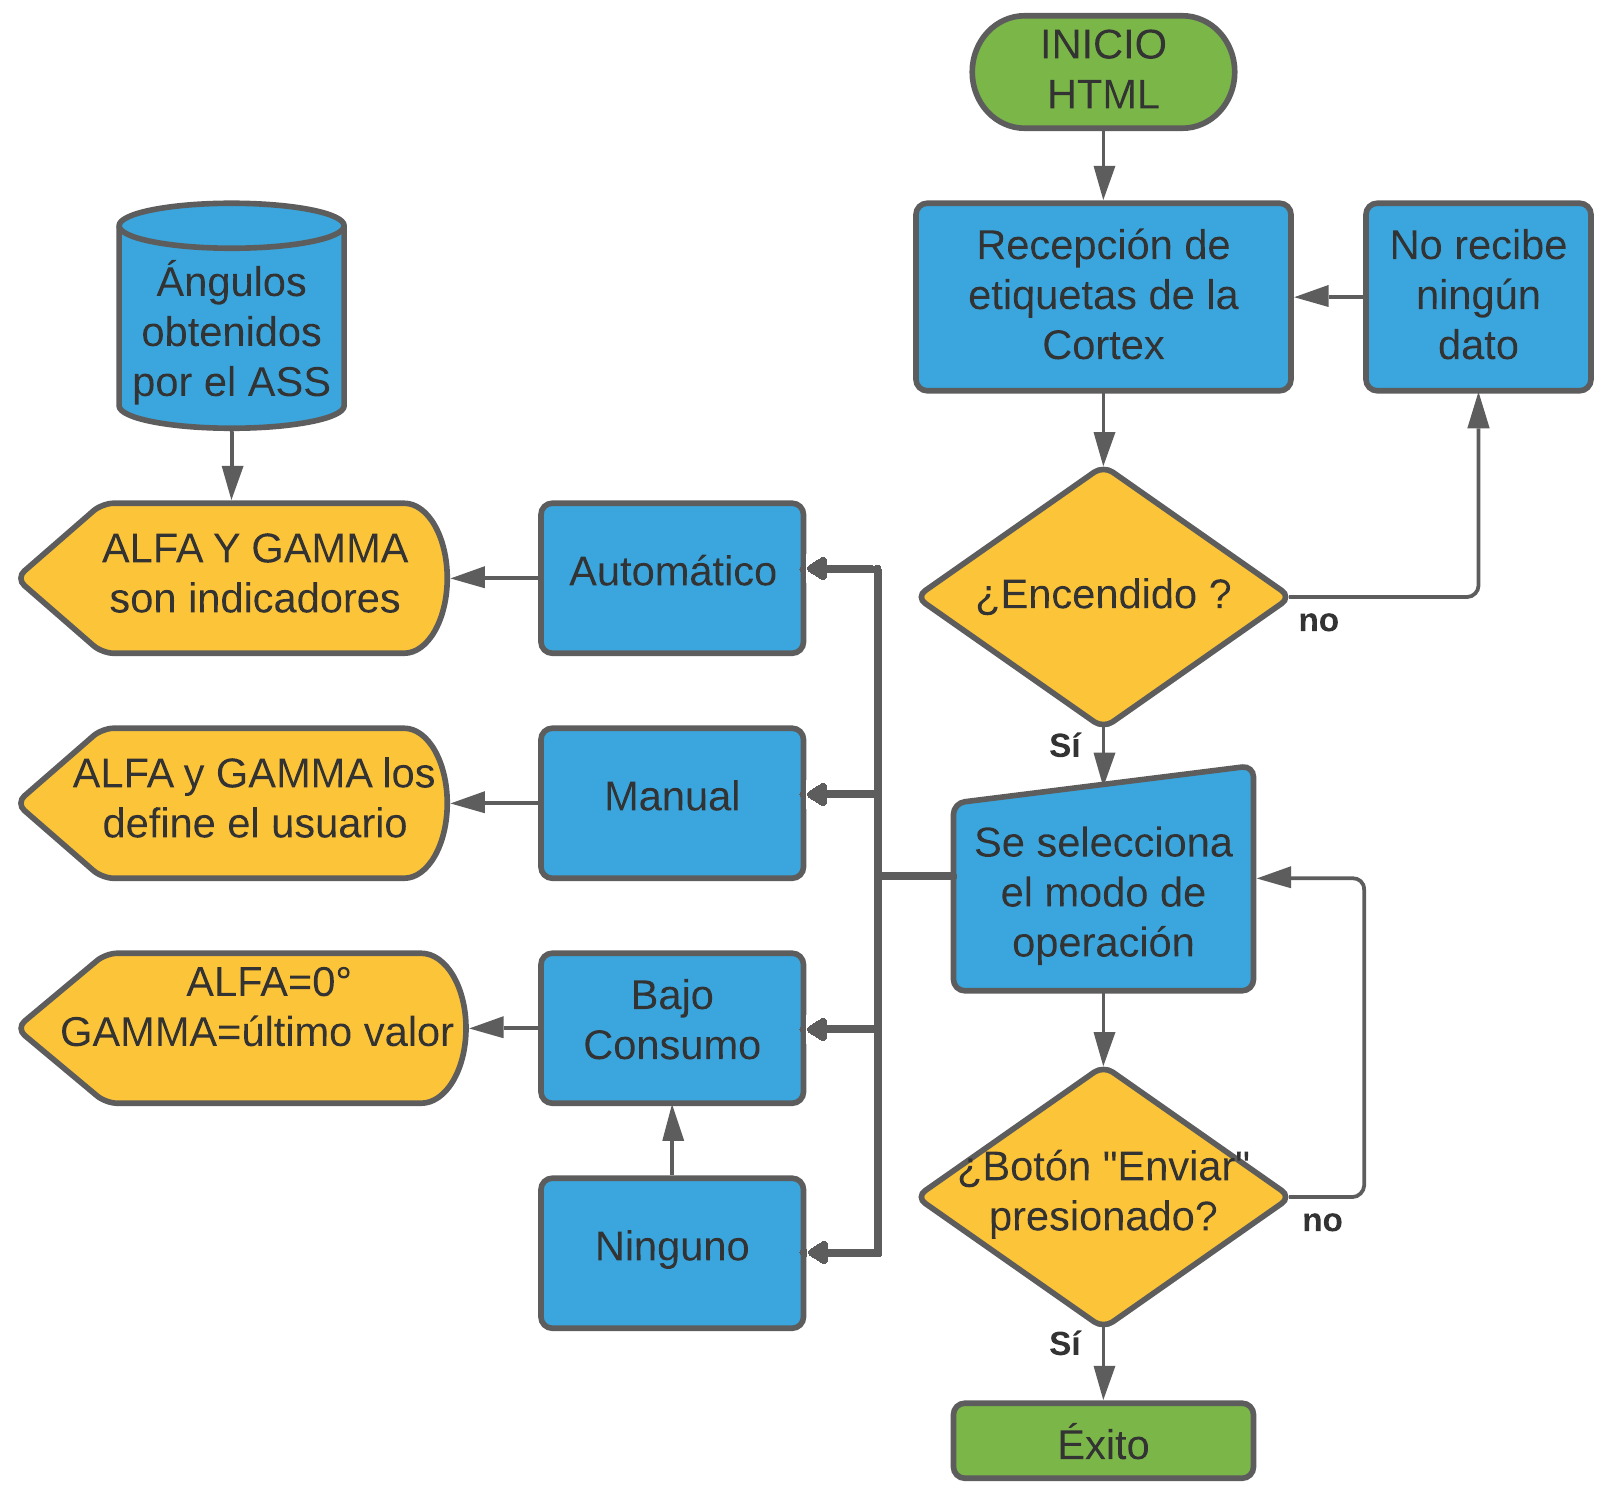 INICIO
HTML
Recepción de
etiquetas de la
Cortex
No recibe
ningún
dato
Ángulos
obtenidos
por el ASS
ALFA Y GAMMA
son indicadores
Automático
¿Encendido ?
no
Sí
ALFA y GAMMA los
define el usuario
Manual
Se selecciona
el modo de
operación
ALFA=0°
GAMMA=último valor
Bajo
Consumo
Ninguno
¿Botón "Enviar"
presionado?
no
Sí
Éxito